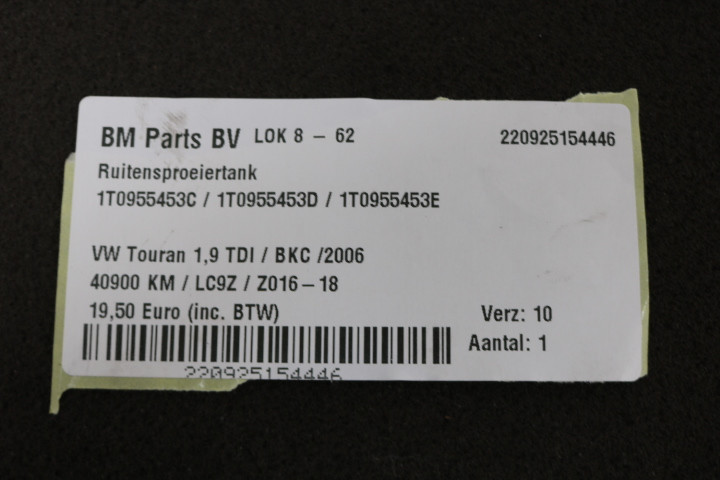 BM Parts BV LOK 8 – 62 220925154446
Ruitensproeiertank
1T0955453C / 1T0955453D / 1T0955453E
VW Touran 1,9 TDI / BKC /2006
40900 KM / LC9Z / Z016–18
19,50 Euro (inc. BTW) Verz: 10
Aantal: 1
220925154446